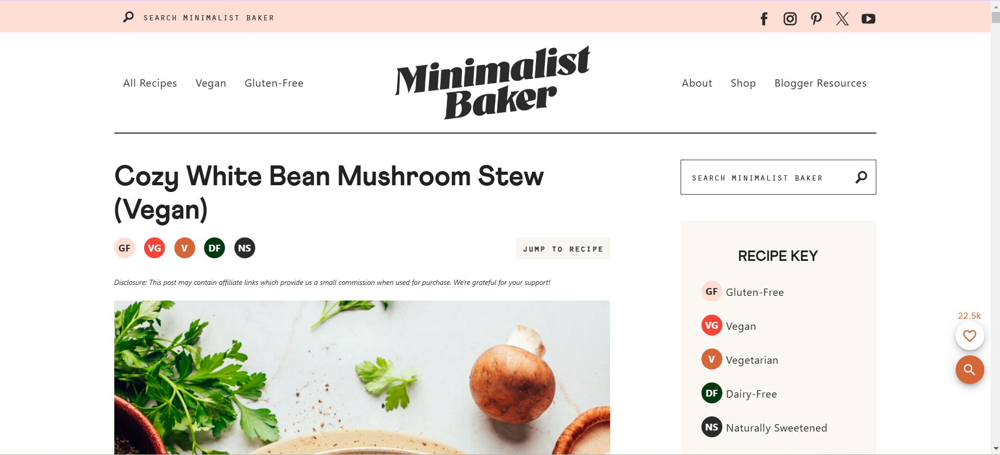 SEARCH MINIMALIST BAKER
All Recipes Vegan Gluten-Free
Minimalist
Baker
About Shop Blogger Resources
Cozy White Bean Mushroom Stew
(Vegan)
GF VG V DF NS
JUMP TO RECIPE
Disclosure: This post may contain affiliate links which provide us a small commission when used for purchase. We're grateful for your support!
SEARCH MINIMALIST BAKER
RECIPE KEY
GF Gluten-Free
VG Vegan
V Vegetarian
DF Dairy-Free
NS Naturally Sweetened
22.5k